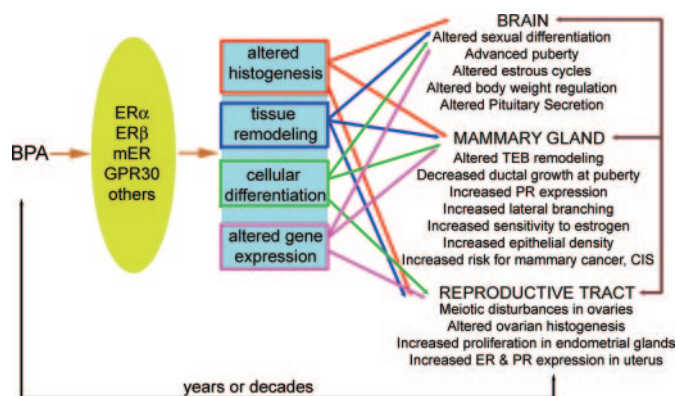 BPA
ERα
ERβ
mER
GPR30
others
altered
histogenesis
tissue
remodeling
cellular
differentiation
altered gene
expression
BRAIN
Altered sexual differentiation
Advanced puberty
Altered estrous cycles
Altered body weight regulation
Altered Pituitary Secretion
MAMMARY GLAND
Altered TEB remodeling
Decreased ductal growth at puberty
Increased PR expression
Increased lateral branching
Increased sensitivity to estrogen
Increased epithelial density
Increased risk for mammary cancer, CIS
REPRODUCTIVE TRACT
Meiotic disturbances in ovaries
Altered ovarian histogenesis
Increased proliferation in endometrial glands
Increased ER & PR expression in uterus
years or decades